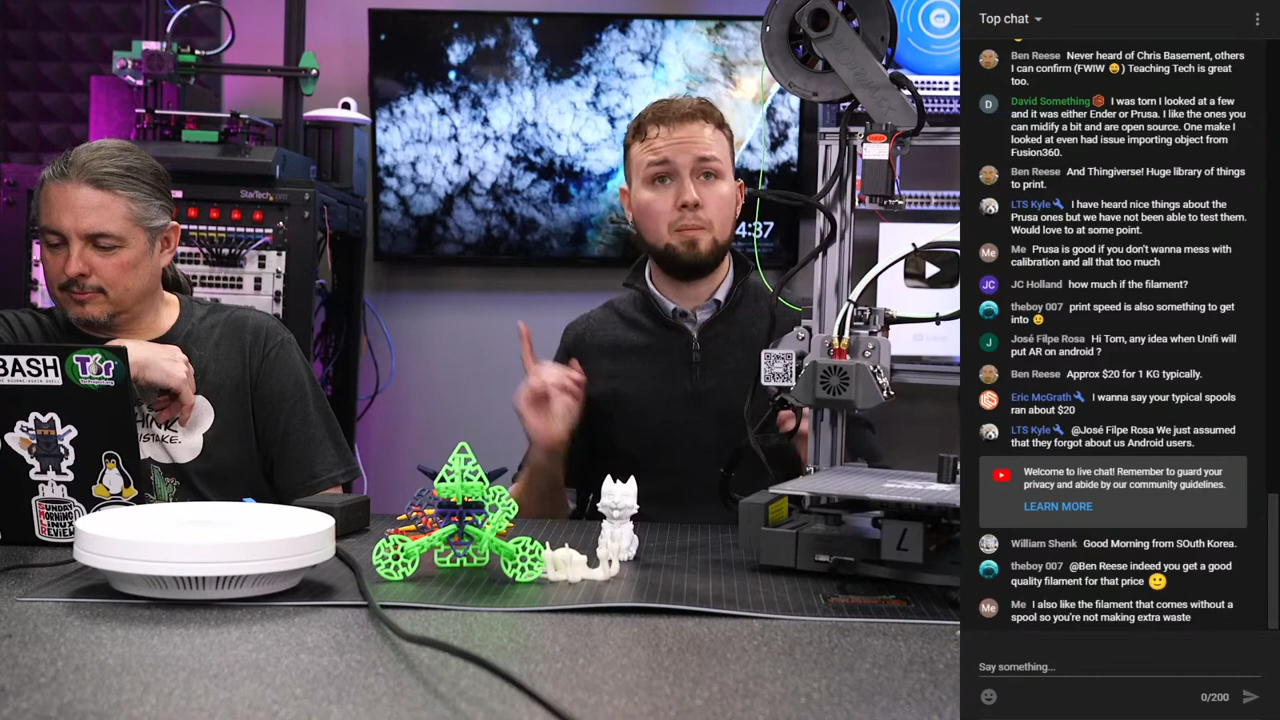 StarTech.com
4:37
BASH
THE BOURNE-AGAIN SHELL
Tor
TorProject.org
THINK
MISTAKE.
SUNDAY
MORNING
LINUX
REVIEW
L
Top chat
Ben Reese Never heard of Chris Basement, others
I can confirm (FWIW 😄) Teaching Tech is great
too.
D
David Something I was torn I looked at a few
and it was either Ender or Prusa. I like the ones you
can midify a bit and are open source. One make I
looked at even had issue importing object from
Fusion360.
Ben Reese And Thingiverse! Huge library of things
to print.
LTS Kyle I have heard nice things about the
Prusa ones but we have not been able to test them.
Would love to at some point.
Me
Me Prusa is good if you don't wanna mess with
calibration and all that too much
JC
JC Holland how much if the filament?
theboy 007 print speed is also something to get
into 🙂
J
José Filpe Rosa Hi Tom, any idea when Unifi will
put AR on android ?
Ben Reese Approx $20 for 1 KG typically.
Eric McGrath I wanna say your typical spools
ran about $20
LTS Kyle @José Filpe Rosa We just assumed
that they forgot about us Android users.
Welcome to live chat! Remember to guard your
privacy and abide by our community guidelines.
LEARN MORE
William Shenk Good Morning from SOuth Korea.
theboy 007 @Ben Reese indeed you get a good
quality filament for that price 🙂
Me
Me I also like the filament that comes without a
spool so you're not making extra waste
Say something...
0/200